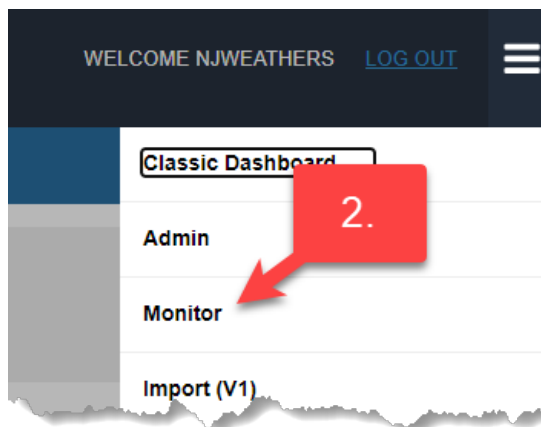 WELCOME NJWEATHERS LOG OUT
Classic Dashboard
2.
Admin
Monitor
Import (V1)